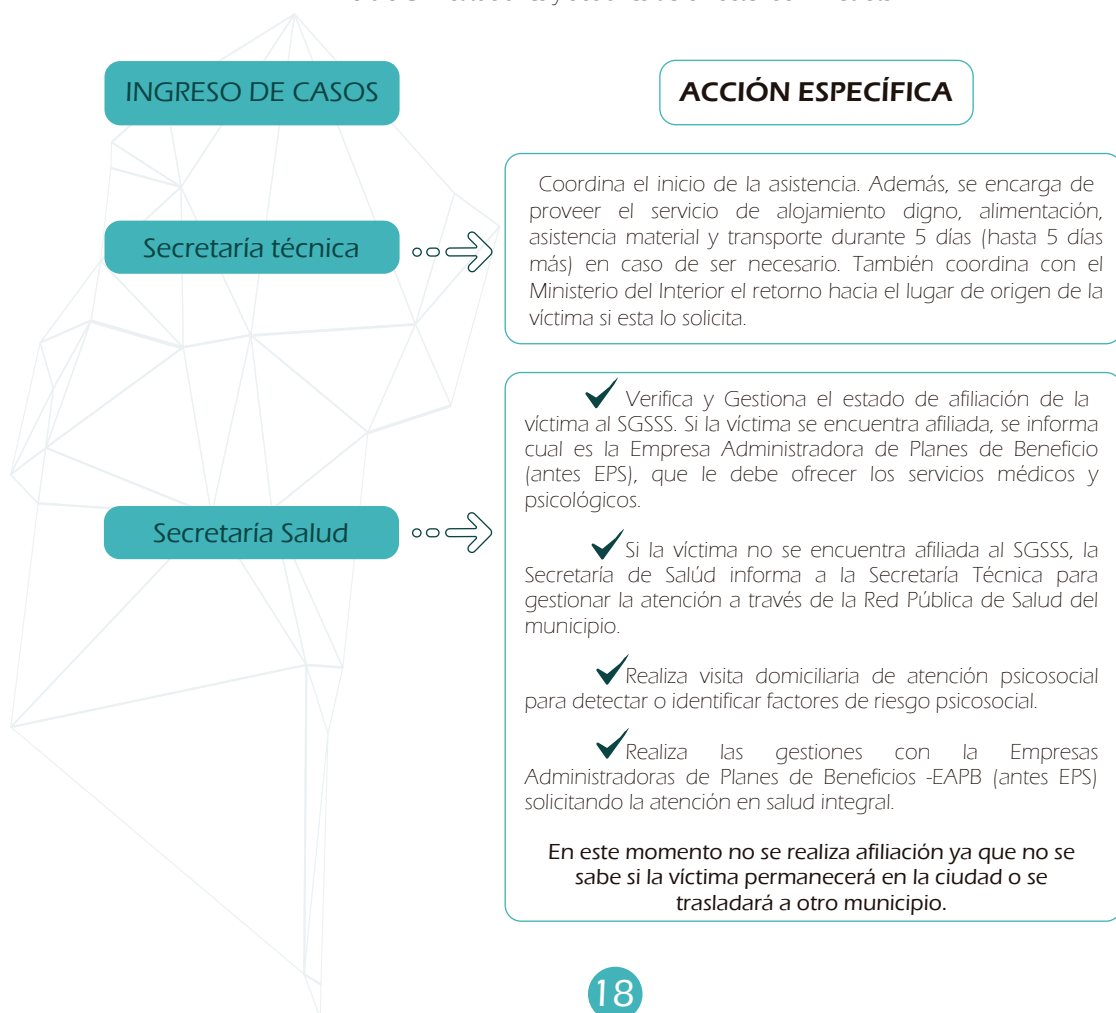 INGRESO DE CASOS
ACCIÓN ESPECÍFICA
Secretaría técnica
Coordina el inicio de la asistencia. Además, se encarga de
proveer el servicio de alojamiento digno, alimentación,
asistencia material y transporte durante 5 días (hasta 5 días
más) en caso de ser necesario. También coordina con el
Ministerio del Interior el retorno hacia el lugar de origen de la
víctima si esta lo solicita.
Secretaría Salud
Verifica y Gestiona el estado de afiliación de la
víctima al SGSSS. Si la víctima se encuentra afiliada, se informa
cual es la Empresa Administradora de Planes de Beneficio
(antes EPS), que le debe ofrecer los servicios médicos y
psicológicos.
Si la víctima no se encuentra afiliada al SGSSS, la
Secretaría de Salúd informa a la Secretaría Técnica para
gestionar la atención a través de la Red Pública de Salud del
municipio.
Realiza visita domiciliaria de atención psicosocial
para detectar o identificar factores de riesgo psicosocial.
Realiza las gestiones con la Empresas
Administradoras de Planes de Beneficios -EAPB (antes EPS)
solicitando la atención en salud integral.
En este momento no se realiza afiliación ya que no se
sabe si la víctima permanecerá en la ciudad o se
trasladará a otro municipio.
18